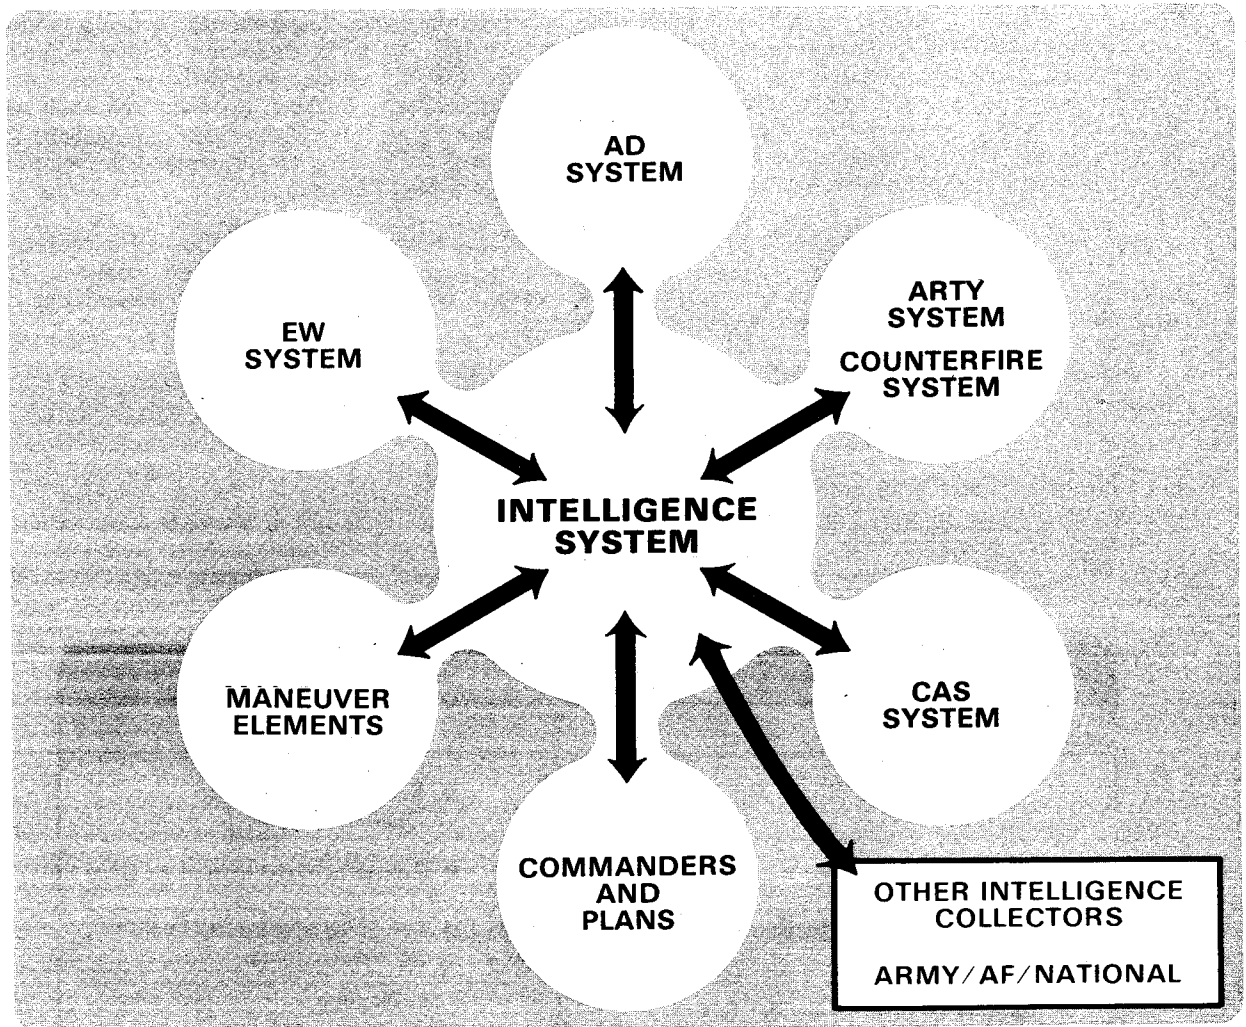 AD
SYSTEM
EW
SYSTEM
ARTY
SYSTEM
COUNTERFIRE
SYSTEM
INTELLIGENCE
SYSTEM
MANEUVER
ELEMENTS
CAS
SYSTEM
COMMANDERS
AND
PLANS
OTHER INTELLIGENCE
COLLECTORS
ARMY/AF/NATIONAL